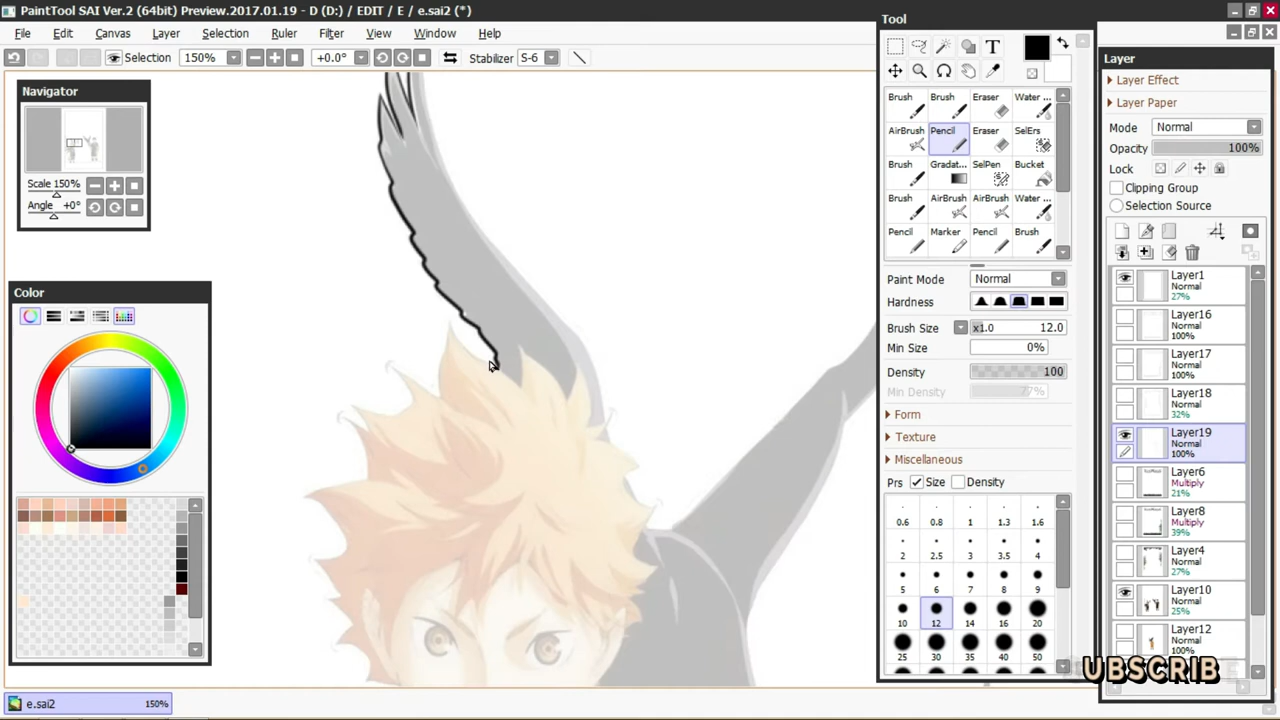 PaintTool SAI Ver.2 (64bit) Preview.2017.01.19 - D (D:) / EDIT / E / e.sai2 (*)
File Edit Canvas Layer Selection Ruler Filter View Window Help
Selection 150% +0.0° Stabilizer S-6
Navigator
Scale 150%
Angle +0°
Color
Tool
T
Brush Brush Eraser Water ...
AirBrush Pencil Eraser SelErs
Brush Gradat... SelPen Bucket
Brush AirBrush AirBrush Water ...
Pencil Marker Pencil Brush
Paint Mode Normal
Hardness
Brush Size x1.0 12.0
Min Size 0%
Density 100
Min Density 77%
Form
Texture
Miscellaneous
Prs Size Density
0.6 0.8 1 1.3 1.6
2 2.5 3 3.5 4
5 6 7 8 9
10 12 14 16 20
25 30 35 40 50
Layer
Layer Effect
Layer Paper
Mode Normal
Opacity 100%
Lock
Clipping Group
Selection Source
Layer1
Normal
27%
Layer16
Normal
100%
Layer17
Normal
100%
Layer18
Normal
32%
Layer19
Normal
100%
Layer6
Multiply
21%
Layer8
Multiply
39%
Layer4
Normal
27%
Layer10
Normal
25%
Layer12
Normal
100%
UBSCRIB
e.sai2 150%